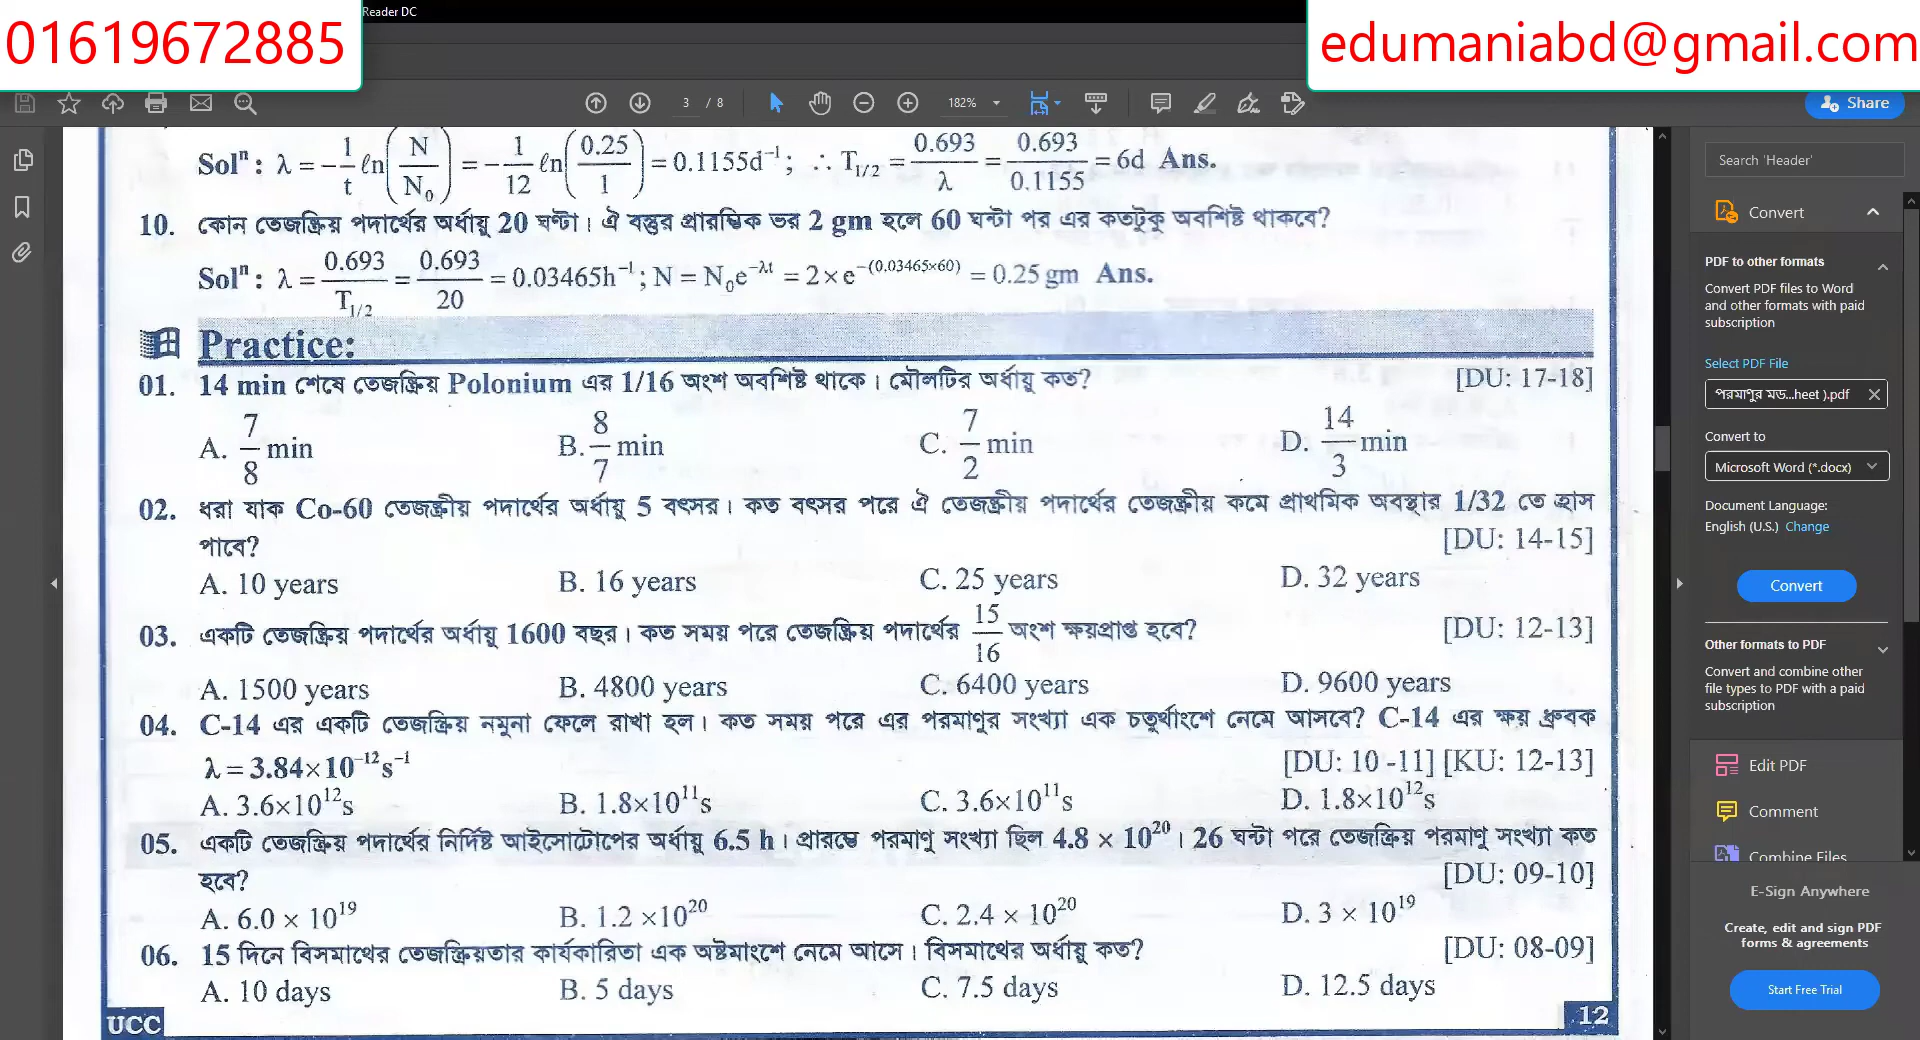 Reader DC
01619672885
edumaniabd@gmail.com
3 / 8
182%
Share
Solⁿ : λ = −1/t ℓn(N/N₀) = −1/12 ℓn(0.25/1) = 0.1155d⁻¹; ∴ T₁/₂ = 0.693/λ = 0.693/0.1155 = 6d Ans.
10. কোন তেজস্ক্রিয় পদার্থের অর্ধায়ু 20 ঘণ্টা। ঐ বস্তুর প্রারম্ভিক ভর 2 gm হলে 60 ঘন্টা পর এর কতটুকু অবশিষ্ট থাকবে?
Solⁿ : λ = 0.693/T₁/₂ = 0.693/20 = 0.03465h⁻¹; N = N₀e^−λt = 2×e^−(0.03465×60) = 0.25 gm Ans.
Practice:
01. 14 min শেষে তেজস্ক্রিয় Polonium এর 1/16 অংশ অবশিষ্ট থাকে। মৌলটির অর্ধায়ু কত? [DU: 17-18]
A. 7/8 min B. 8/7 min C. 7/2 min D. 14/3 min
02. ধরা যাক Co-60 তেজস্ক্রীয় পদার্থের অর্ধায়ু 5 বৎসর। কত বৎসর পরে ঐ তেজস্ক্রীয় পদার্থের তেজস্ক্রীয় কমে প্রাথমিক অবস্থার 1/32 তে হ্রাস
পাবে? [DU: 14-15]
A. 10 years B. 16 years C. 25 years D. 32 years
03. একটি তেজস্ক্রিয় পদার্থের অর্ধায়ু 1600 বছর। কত সময় পরে তেজস্ক্রিয় পদার্থের 15/16 অংশ ক্ষয়প্রাপ্ত হবে? [DU: 12-13]
A. 1500 years B. 4800 years C. 6400 years D. 9600 years
04. C-14 এর একটি তেজস্ক্রিয় নমুনা ফেলে রাখা হল। কত সময় পরে এর পরমাণুর সংখ্যা এক চতুর্থাংশে নেমে আসবে? C-14 এর ক্ষয় ধ্রুবক
λ = 3.84×10⁻¹²s⁻¹ [DU: 10 -11] [KU: 12-13]
A. 3.6×10¹²s B. 1.8×10¹¹s C. 3.6×10¹¹s D. 1.8×10¹²s
05. একটি তেজস্ক্রিয় পদার্থের নির্দিষ্ট আইসোটোপের অর্ধায়ু 6.5 h। প্রারম্ভে পরমাণু সংখ্যা ছিল 4.8 × 10²⁰। 26 ঘন্টা পরে তেজস্ক্রিয় পরমাণু সংখ্যা কত
হবে? [DU: 09-10]
A. 6.0 × 10¹⁹ B. 1.2 ×10²⁰ C. 2.4 × 10²⁰ D. 3 × 10¹⁹
06. 15 দিনে বিসমাথের তেজস্ক্রিয়তার কার্যকারিতা এক অষ্টমাংশে নেমে আসে। বিসমাথের অর্ধায়ু কত? [DU: 08-09]
A. 10 days B. 5 days C. 7.5 days D. 12.5 days
UCC
12
Search 'Header'
Convert
PDF to other formats
Convert PDF files to Word
and other formats with paid
subscription
Select PDF File
পরমাণুর মড...heet ).pdf
Convert to
Microsoft Word (*.docx)
Document Language:
English (U.S.) Change
Convert
Other formats to PDF
Convert and combine other
file types to PDF with a paid
subscription
Edit PDF
Comment
Combine Files
E-Sign Anywhere
Create, edit and sign PDF
forms & agreements
Start Free Trial